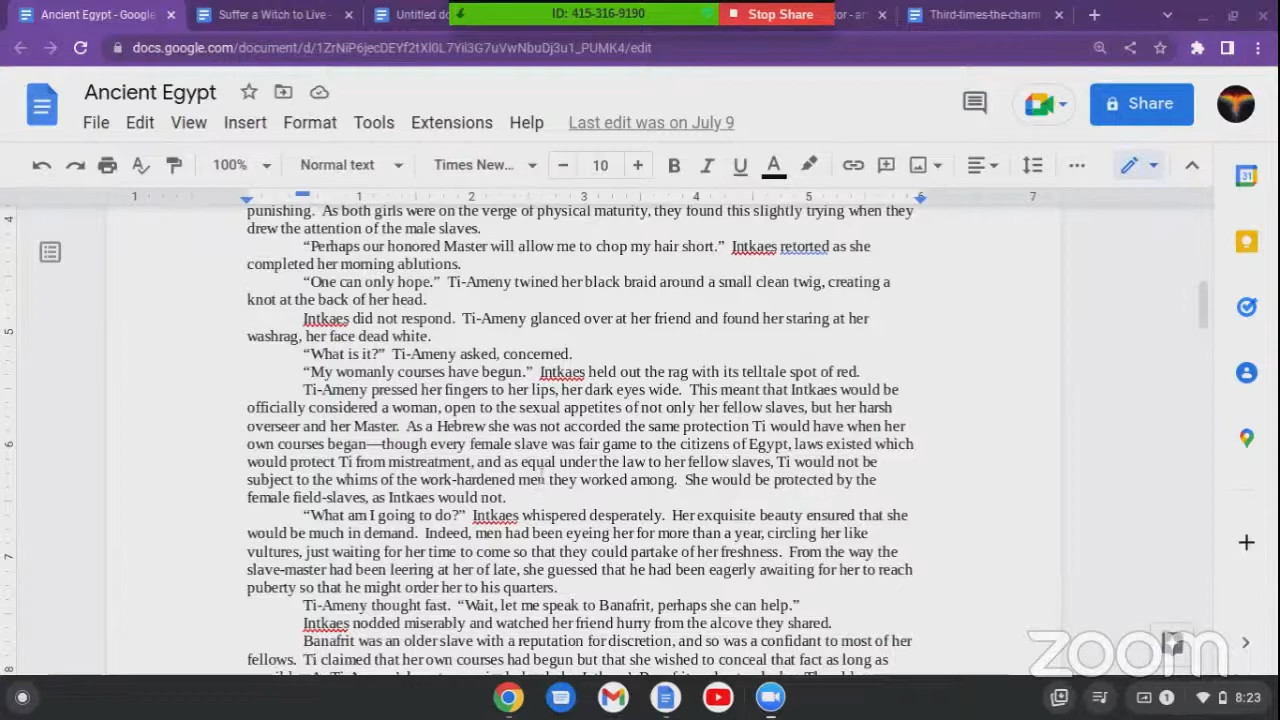 Ancient Egypt - Google
Suffer a Witch to Live -
Untitled do
ID: 415-316-9190
Stop Share
tor - a
Third-times-the-charm
docs.google.com/document/d/1ZrNiP6jecDEYf2tXl0L7Yil3G7uVwNbuDj3u1_PUMK4/edit
Ancient Egypt
Share
File Edit View Insert Format Tools Extensions Help Last edit was on July 9
100% Normal text Times New... 10 B I U A
1 1 2 3 4 5 6 7
punishing. As both girls were on the verge of physical maturity, they found this slightly trying when they
drew the attention of the male slaves.
“Perhaps our honored Master will allow me to chop my hair short.” Intkaes retorted as she
completed her morning ablutions.
“One can only hope.” Ti-Ameny twined her black braid around a small clean twig, creating a
knot at the back of her head.
Intkaes did not respond. Ti-Ameny glanced over at her friend and found her staring at her
washrag, her face dead white.
“What is it?” Ti-Ameny asked, concerned.
“My womanly courses have begun.” Intkaes held out the rag with its telltale spot of red.
Ti-Ameny pressed her fingers to her lips, her dark eyes wide. This meant that Intkaes would be
officially considered a woman, open to the sexual appetites of not only her fellow slaves, but her harsh
overseer and her Master. As a Hebrew she was not accorded the same protection Ti would have when her
own courses began—though every female slave was fair game to the citizens of Egypt, laws existed which
would protect Ti from mistreatment, and as equal under the law to her fellow slaves, Ti would not be
subject to the whims of the work-hardened men they worked among. She would be protected by the
female field-slaves, as Intkaes would not.
“What am I going to do?” Intkaes whispered desperately. Her exquisite beauty ensured that she
would be much in demand. Indeed, men had been eyeing her for more than a year, circling her like
vultures, just waiting for her time to come so that they could partake of her freshness. From the way the
slave-master had been leering at her of late, she guessed that he had been eagerly awaiting for her to reach
puberty so that he might order her to his quarters.
Ti-Ameny thought fast. “Wait, let me speak to Banafrit, perhaps she can help.”
Intkaes nodded miserably and watched her friend hurry from the alcove they shared.
Banafrit was an older slave with a reputation for discretion, and so was a confidant to most of her
fellows. Ti claimed that her own courses had begun but that she wished to conceal that fact as long as
4
5
6
7
8
31
zoom
1
8:23